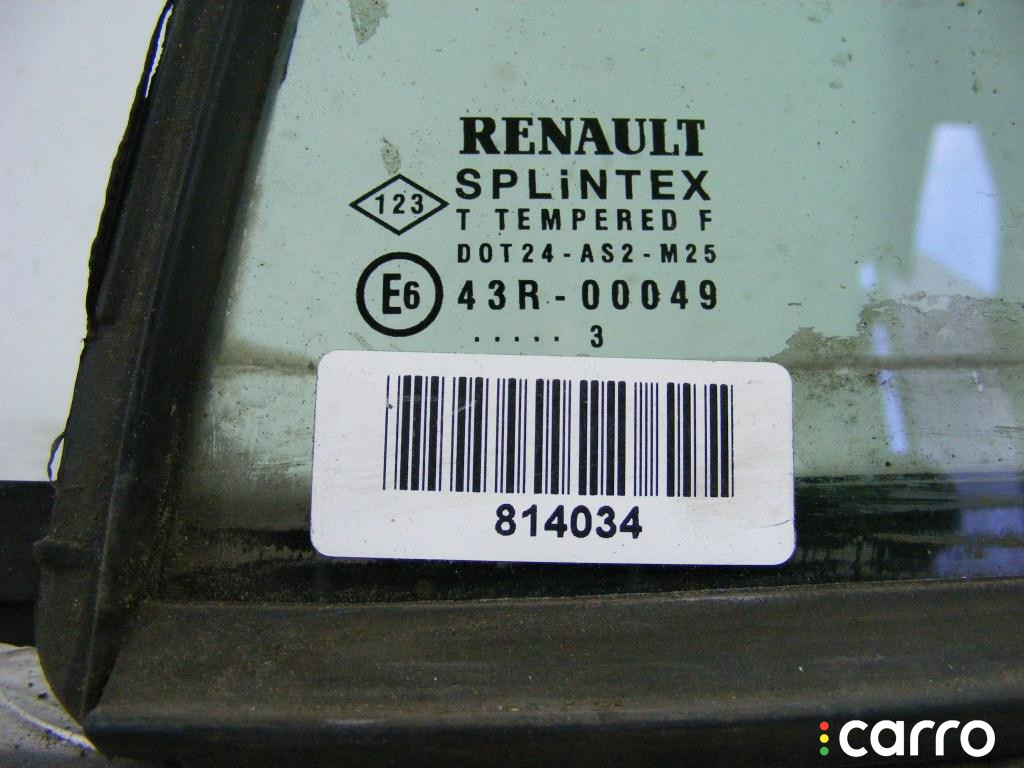 RENAULT
123
SPLiNTEX
T TEMPERED F
DOT24-AS2-M25
E6
43R-00049
..... 3
814034
carro